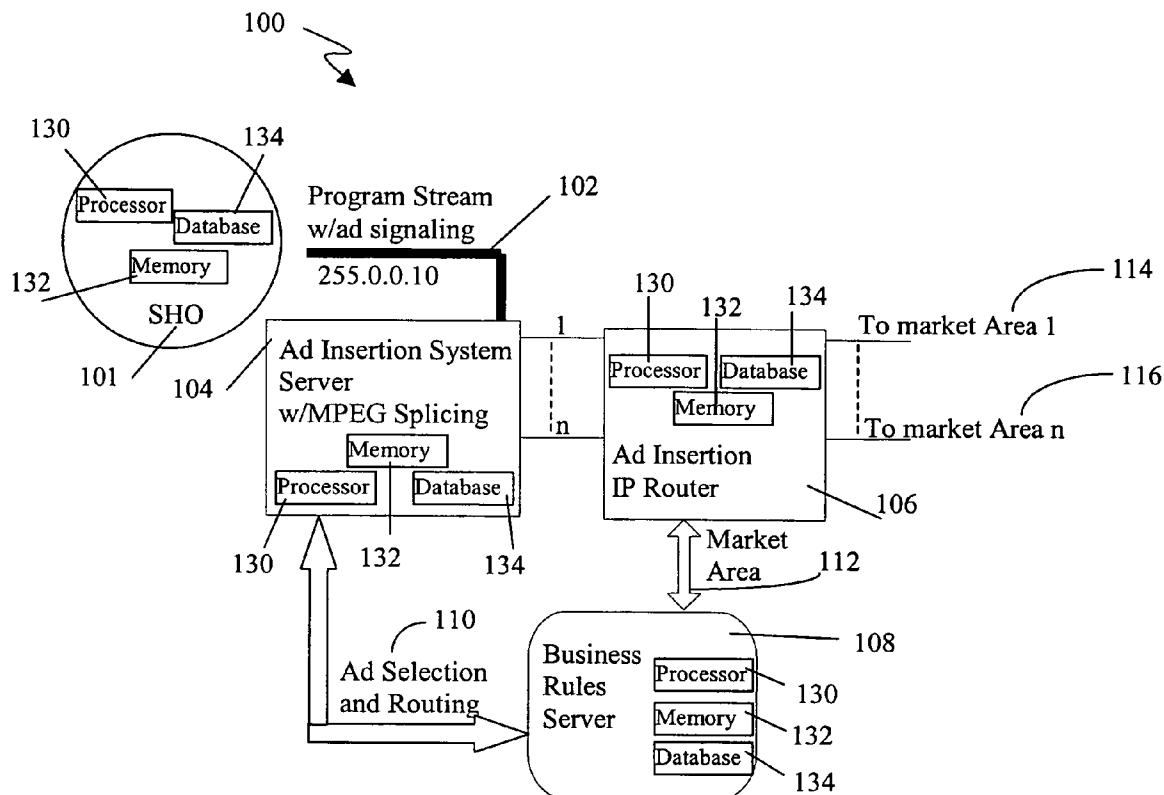 100
130
134
Processor
Database
Memory
132
SHO
101
Program Stream
w/ad signaling
255.0.0.10
102
104
Ad Insertion System
Server
w/MPEG Splicing
Memory
Processor
Database
130
132
134
1
n
130
132
134
Processor
Database
Memory
Ad Insertion
IP Router
106
To market Area 1
114
To market Area n
116
Market
Area
112
110
Ad Selection
and Routing
Business
Rules
Server
108
Processor
130
Memory
132
Database
134